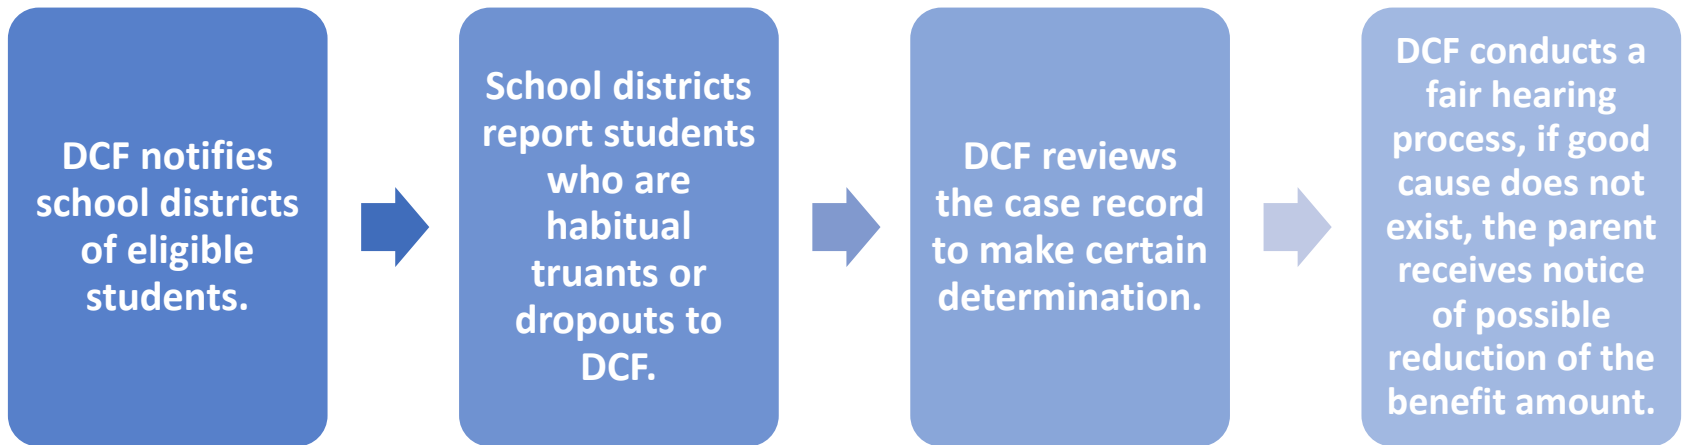 DCF notifies
school districts
of eligible
students.
School districts
report students
who are
habitual
truants or
dropouts to
DCF.
DCF reviews
the case record
to make certain
determination.
DCF conducts a
fair hearing
process, if good
cause does not
exist, the parent
receives notice
of possible
reduction of the
benefit amount.